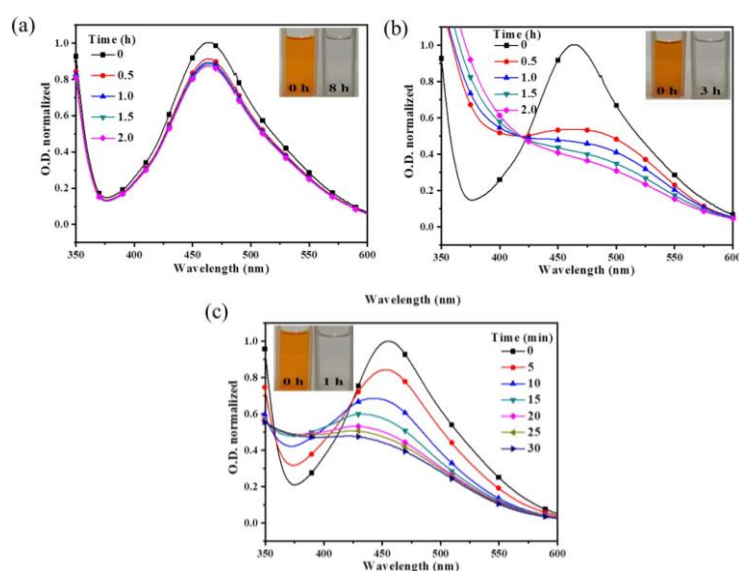 (a)
Time (h)
0
0.5
1.0
1.5
2.0
0 h
8 h
O.D. normalized
1.0
0.8
0.6
0.4
0.2
0.0
350 400 450 500 550 600
Wavelength (nm)
(b)
Time (h)
0
0.5
1.0
1.5
2.0
0 h
3 h
O.D. normalized
1.0
0.8
0.6
0.4
0.2
0.0
350 400 450 500 550 600
Wavelength (nm)
Wavelength (nm)
(c)
0 h
1 h
Time (min)
0
5
10
15
20
25
30
O.D. normalized
1.0
0.8
0.6
0.4
0.2
0.0
350 400 450 500 550 600
Wavelength (nm)